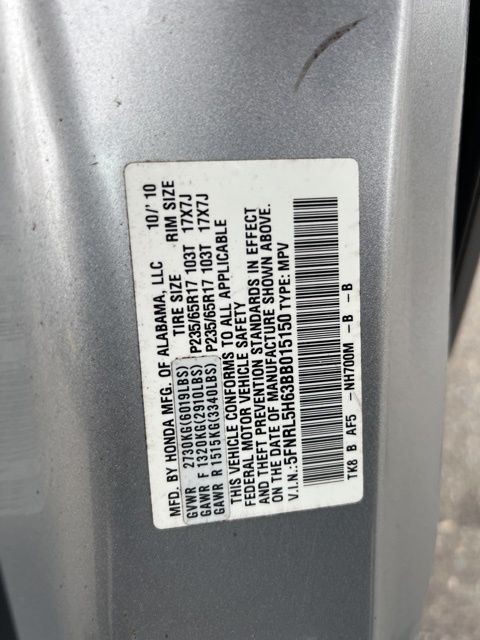 MFD. BY HONDA MFG. OF ALABAMA, LLC 10/'10
TIRE SIZE RIM SIZE
GVWR 2730KG(6019LBS)
GAWR F 1320KG(2910LBS) P235/65R17 103T 17X7J
GAWR R 1515KG(3340LBS) P235/65R17 103T 17X7J
THIS VEHICLE CONFORMS TO ALL APPLICABLE
FEDERAL MOTOR VEHICLE SAFETY
AND THEFT PREVENTION STANDARDS IN EFFECT
ON THE DATE OF MANUFACTURE SHOWN ABOVE.
V.I.N.:5FNRL5H63BB015150 TYPE: MPV
TK8 B AF5 -NH700M -B -B